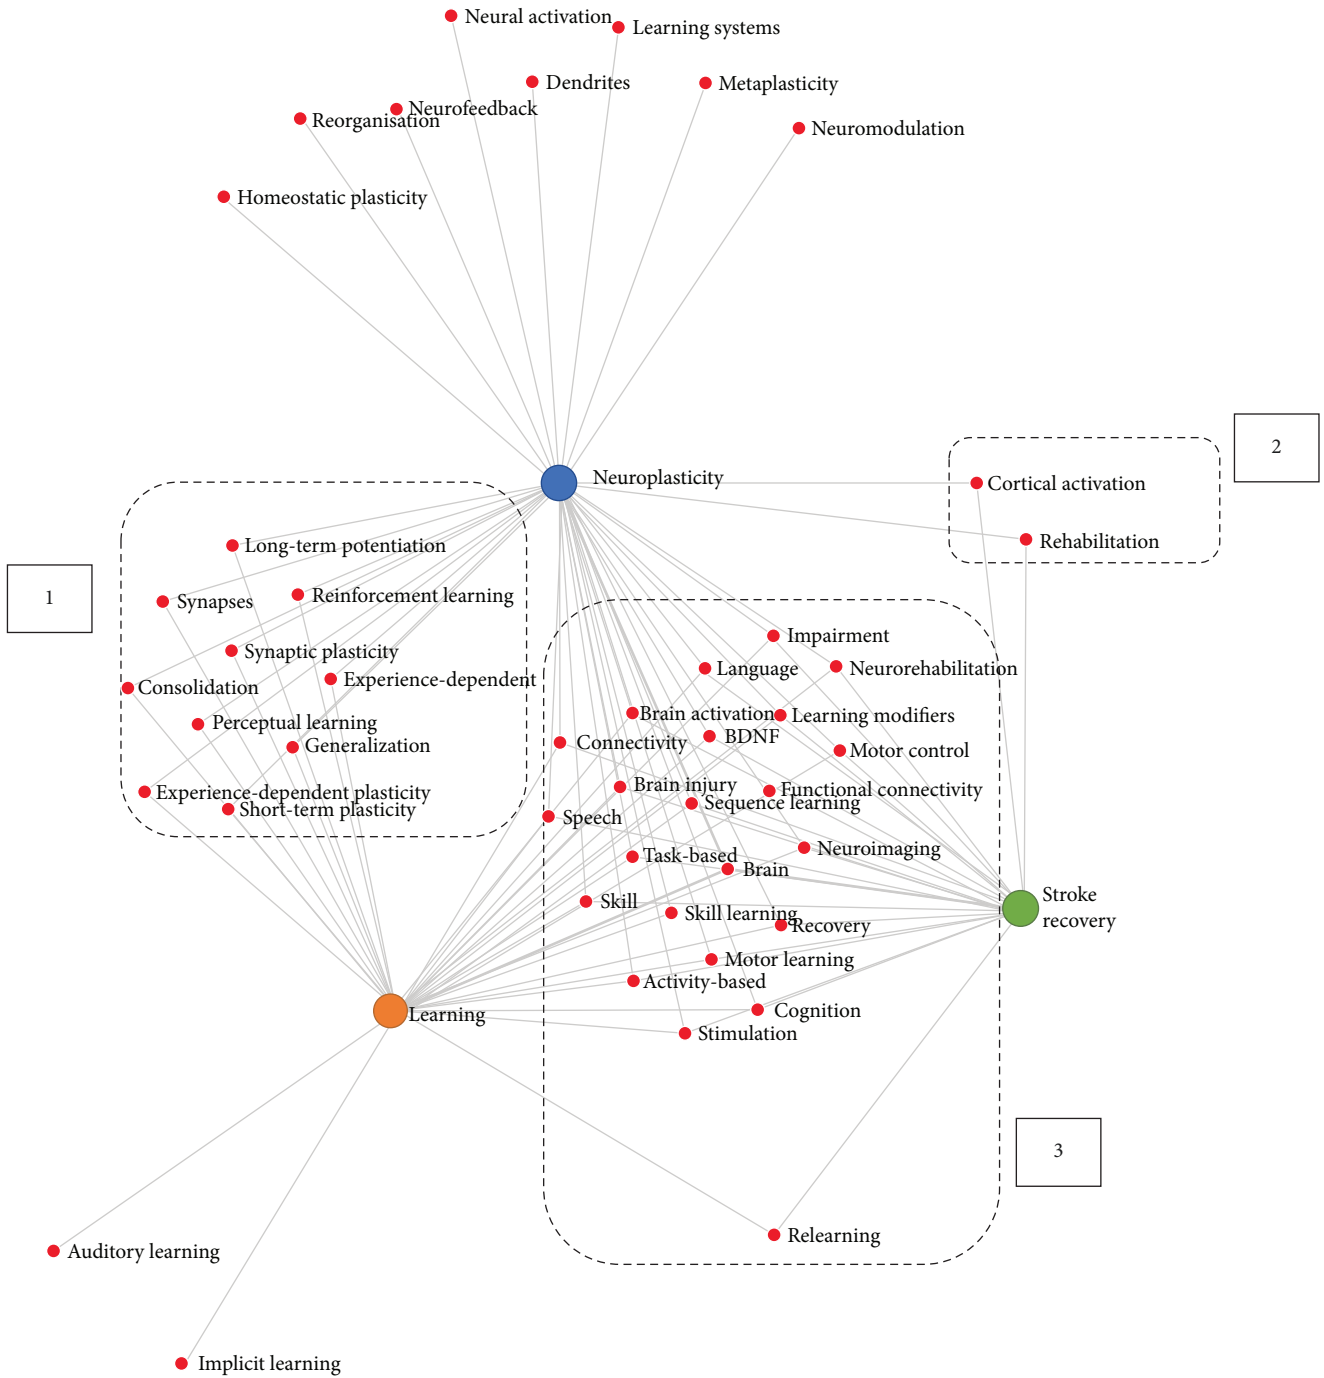 Neural activation
Learning systems
Dendrites
Metaplasticity
Neurofeedback
Reorganisation
Neuromodulation
Homeostatic plasticity
2
Neuroplasticity
Cortical activation
Rehabilitation
Long-term potentiation
1
Synapses
Reinforcement learning
Synaptic plasticity
Experience-dependent
Consolidation
Perceptual learning
Generalization
Experience-dependent plasticity
Short-term plasticity
Impairment
Language
Neurorehabilitation
Brain activation
Learning modifiers
BDNF
Connectivity
Motor control
Brain injury
Functional connectivity
Sequence learning
Speech
Neuroimaging
Task-based
Brain
Skill
Skill learning
Recovery
Stroke
recovery
Motor learning
Activity-based
Cognition
Learning
Stimulation
3
Relearning
Auditory learning
Implicit learning